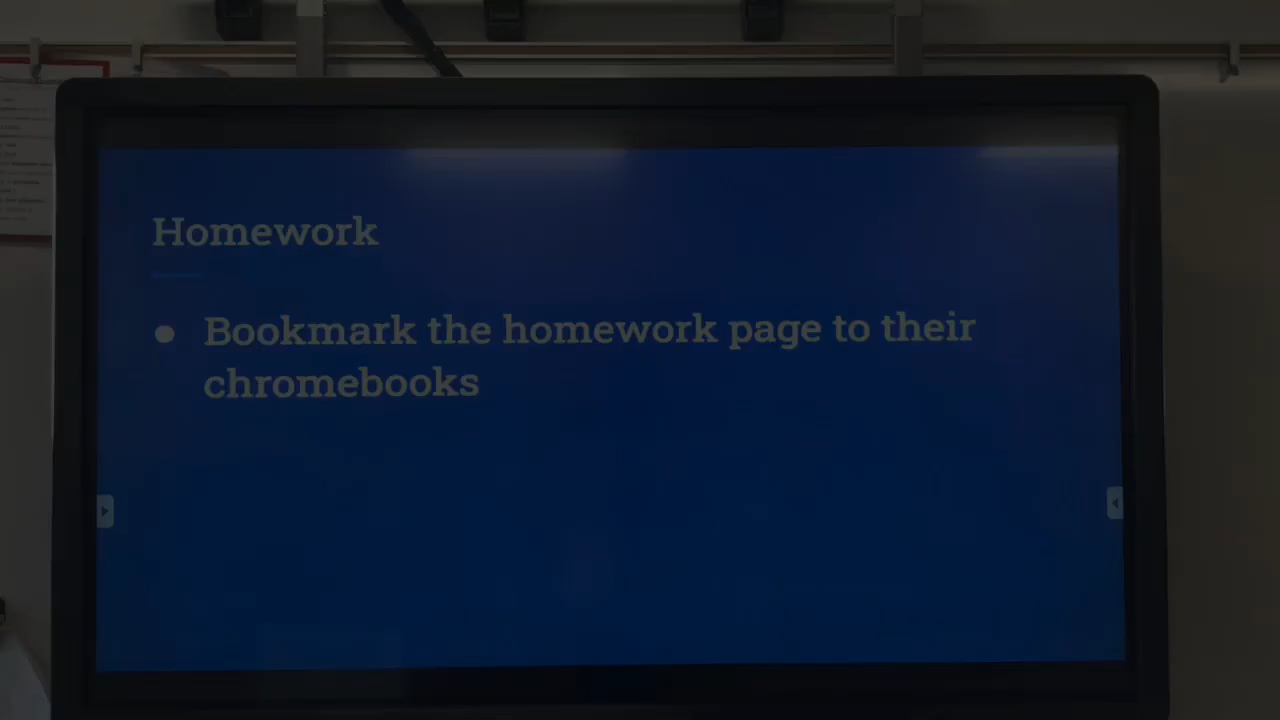 Homework
● Bookmark the homework page to their
chromebooks